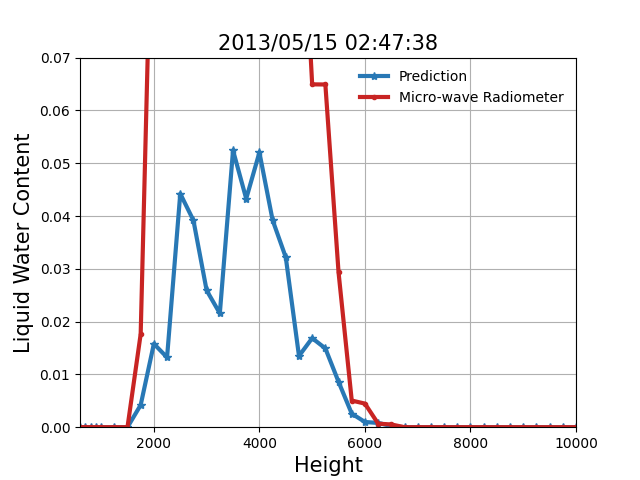 2013/05/15 02:47:38
0.07
0.06
0.05
0.04
0.03
0.02
0.01
0.00
Liquid Water Content
Prediction
Micro-wave Radiometer
2000 4000 6000 8000 10000
Height